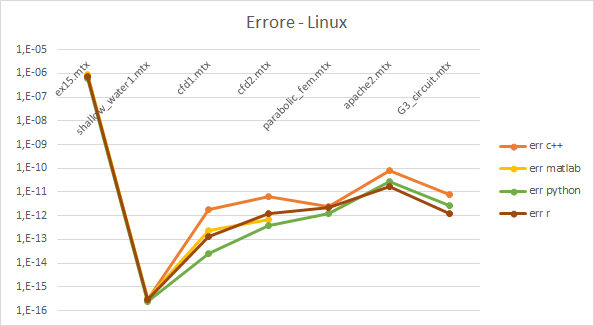 Errore - Linux
1,E-05
1,E-06
1,E-07
1,E-08
1,E-09
1,E-10
1,E-11
1,E-12
1,E-13
1,E-14
1,E-15
1,E-16
ex15.mtx
shallow_water1.mtx
cfd1.mtx
cfd2.mtx
parabolic_fem.mtx
apache2.mtx
G3_circuit.mtx
err c++
err matlab
err python
err r